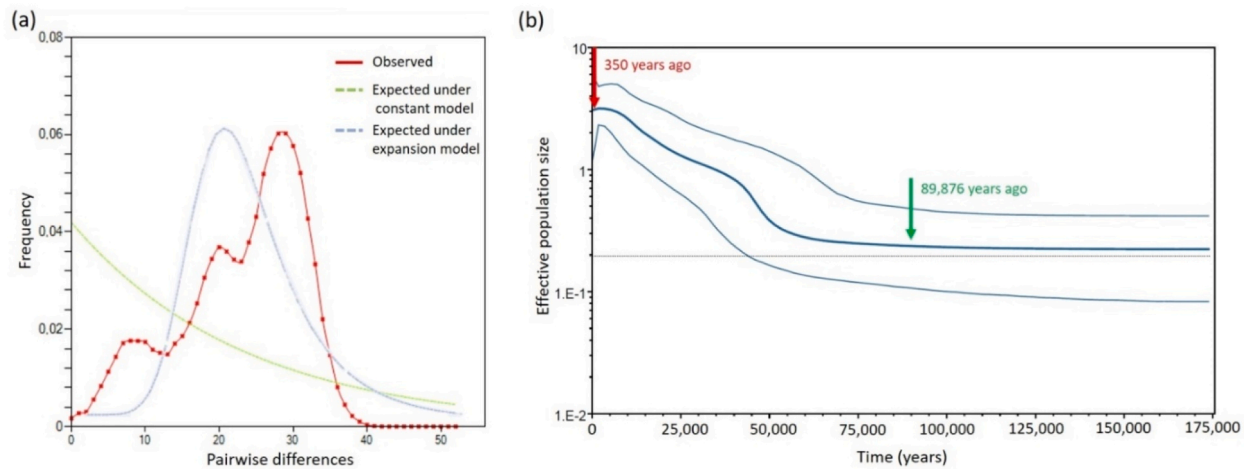 (a)
0,08
0,06
0,04
0,02
0
Frequency
0
10
20
30
40
50
Pairwise differences
Observed
Expected under
constant model
Expected under
expansion model
(b)
10
1
1.E-1
1.E-2
Effective population size
350 years ago
89,876 years ago
0
25,000
50,000
75,000
100,000
125,000
150,000
175,000
Time (years)